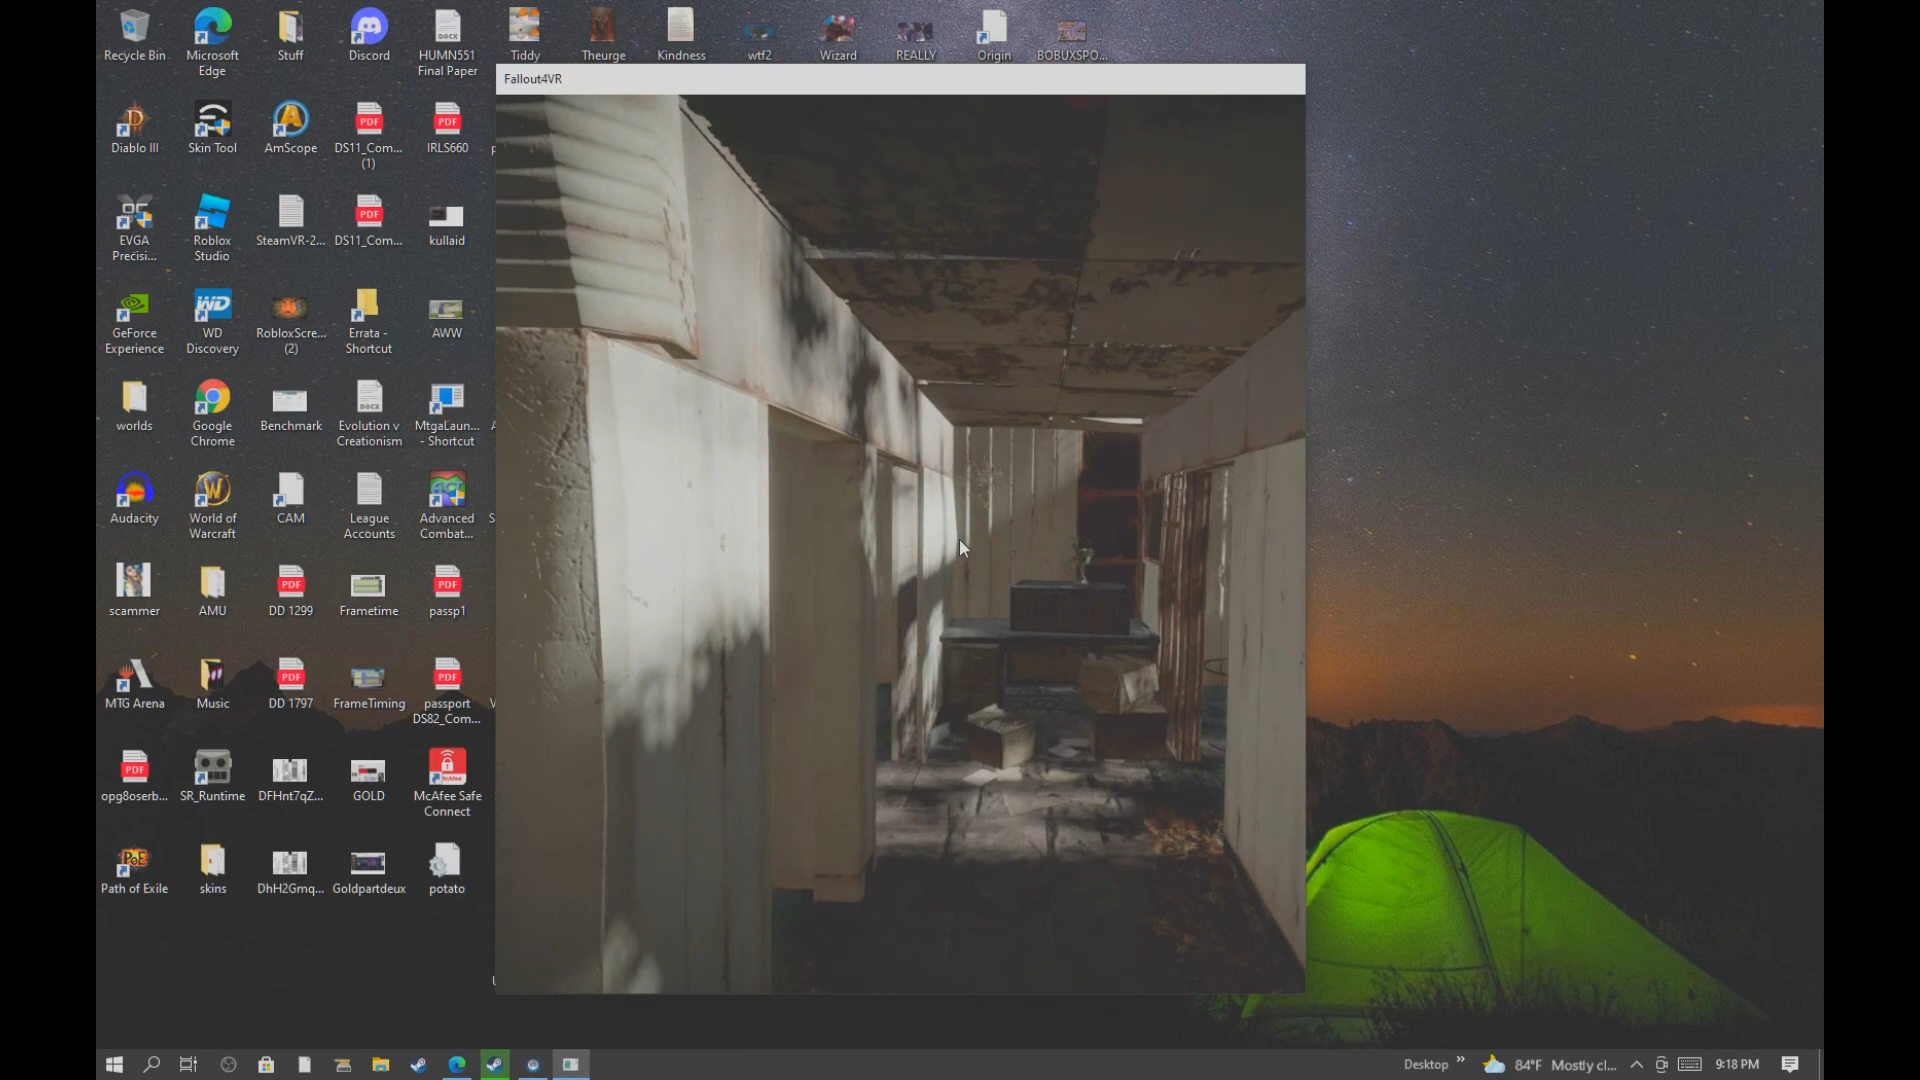 Recycle Bin
Microsoft
Edge
Stuff
Discord
HUMN551
Final Paper
Tiddy
Theurge
Kindness
wtf2
Wizard
REALLY
Origin
BOBUXSPO...
Fallout4VR
Diablo III
Skin Tool
AmScope
DS11_Com...
(1)
IRLS660
EVGA
Precisi...
Roblox
Studio
SteamVR-2...
DS11_Com...
kullaid
GeForce
Experience
WD
Discovery
RobloxScre...
(2)
Errata -
Shortcut
AWW
worlds
Google
Chrome
Benchmark
Evolution v
Creationism
MtgaLaun...
- Shortcut
Audacity
World of
Warcraft
CAM
League
Accounts
Advanced
Combat...
scammer
AMU
DD 1299
Frametime
passp1
MTG Arena
Music
DD 1797
FrameTiming
passport
DS82_Com...
opg8oserb...
SR_Runtime
DFHnt7qZ...
GOLD
McAfee Safe
Connect
Path of Exile
skins
DhH2Gmq...
Goldpartdeux
potato
Desktop
84°F Mostly cl...
9:18 PM